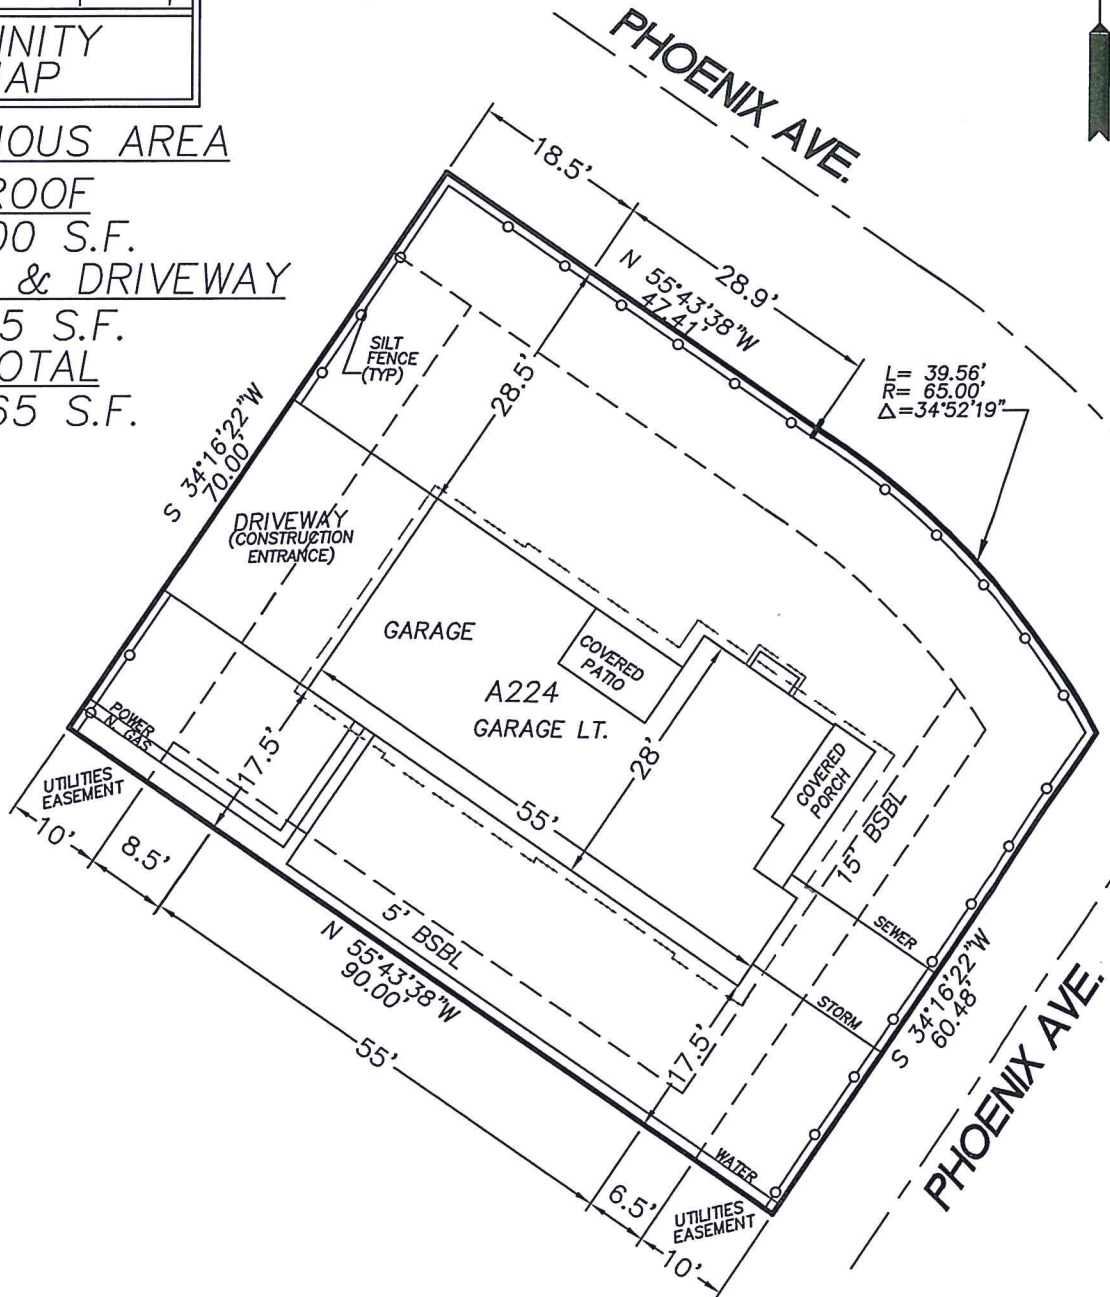 NITY
AP
IOUS AREA
ROOF
00 S.F.
& DRIVEWAY
5 S.F.
OTAL
65 S.F.
PHOENIX AVE.
18.5'
28.9'
N 55°43'38"W
47.41'
L= 39.56'
R= 65.00'
Δ=34°52'19"
SILT
FENCE
(TYP)
28.5'
S 34°16'22"W
70.00'
DRIVEWAY
(CONSTRUCTION
ENTRANCE)
GARAGE
COVERED
PATIO
A224
GARAGE LT.
28'
COVERED
PORCH
POWER
N. GAS
17.5'
UTILITIES
EASEMENT
55'
15' BSBL
10'
8.5'
5' BSBL
SEWER
N 55°43'38"W
90.00'
STORM
S 34°16'22"W
60.48'
55'
17.5'
PHOENIX AVE.
WATER
6.5'
UTILITIES
EASEMENT
10'